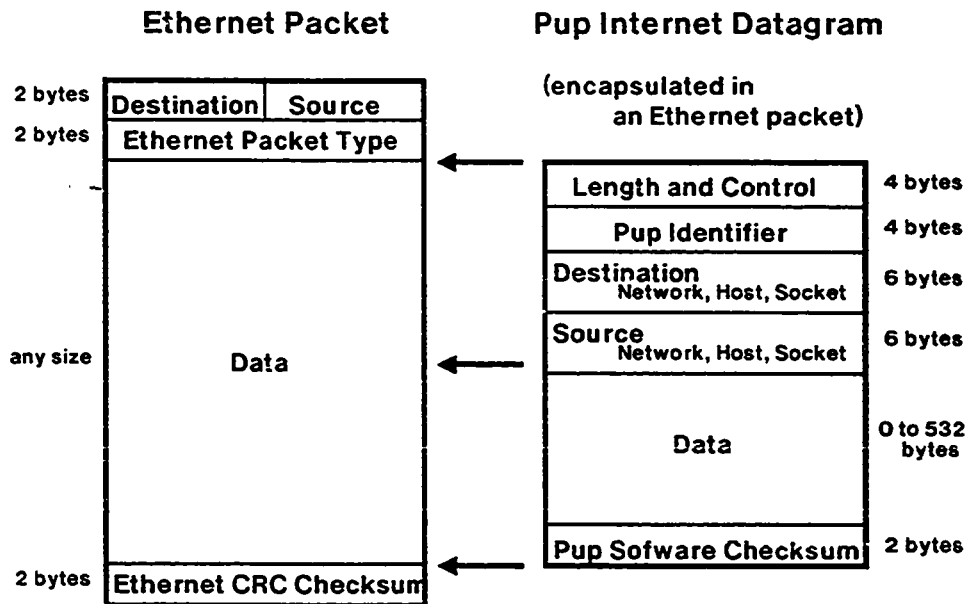 Ethernet Packet
2 bytes
Destination
Source
2 bytes
Ethernet Packet Type
any size
Data
2 bytes
Ethernet CRC Checksum
Pup Internet Datagram
(encapsulated in
an Ethernet packet)
Length and Control
4 bytes
Pup Identifier
4 bytes
Destination
Network, Host, Socket
6 bytes
Source
Network, Host, Socket
6 bytes
Data
0 to 532
bytes
Pup Sofware Checksum
2 bytes